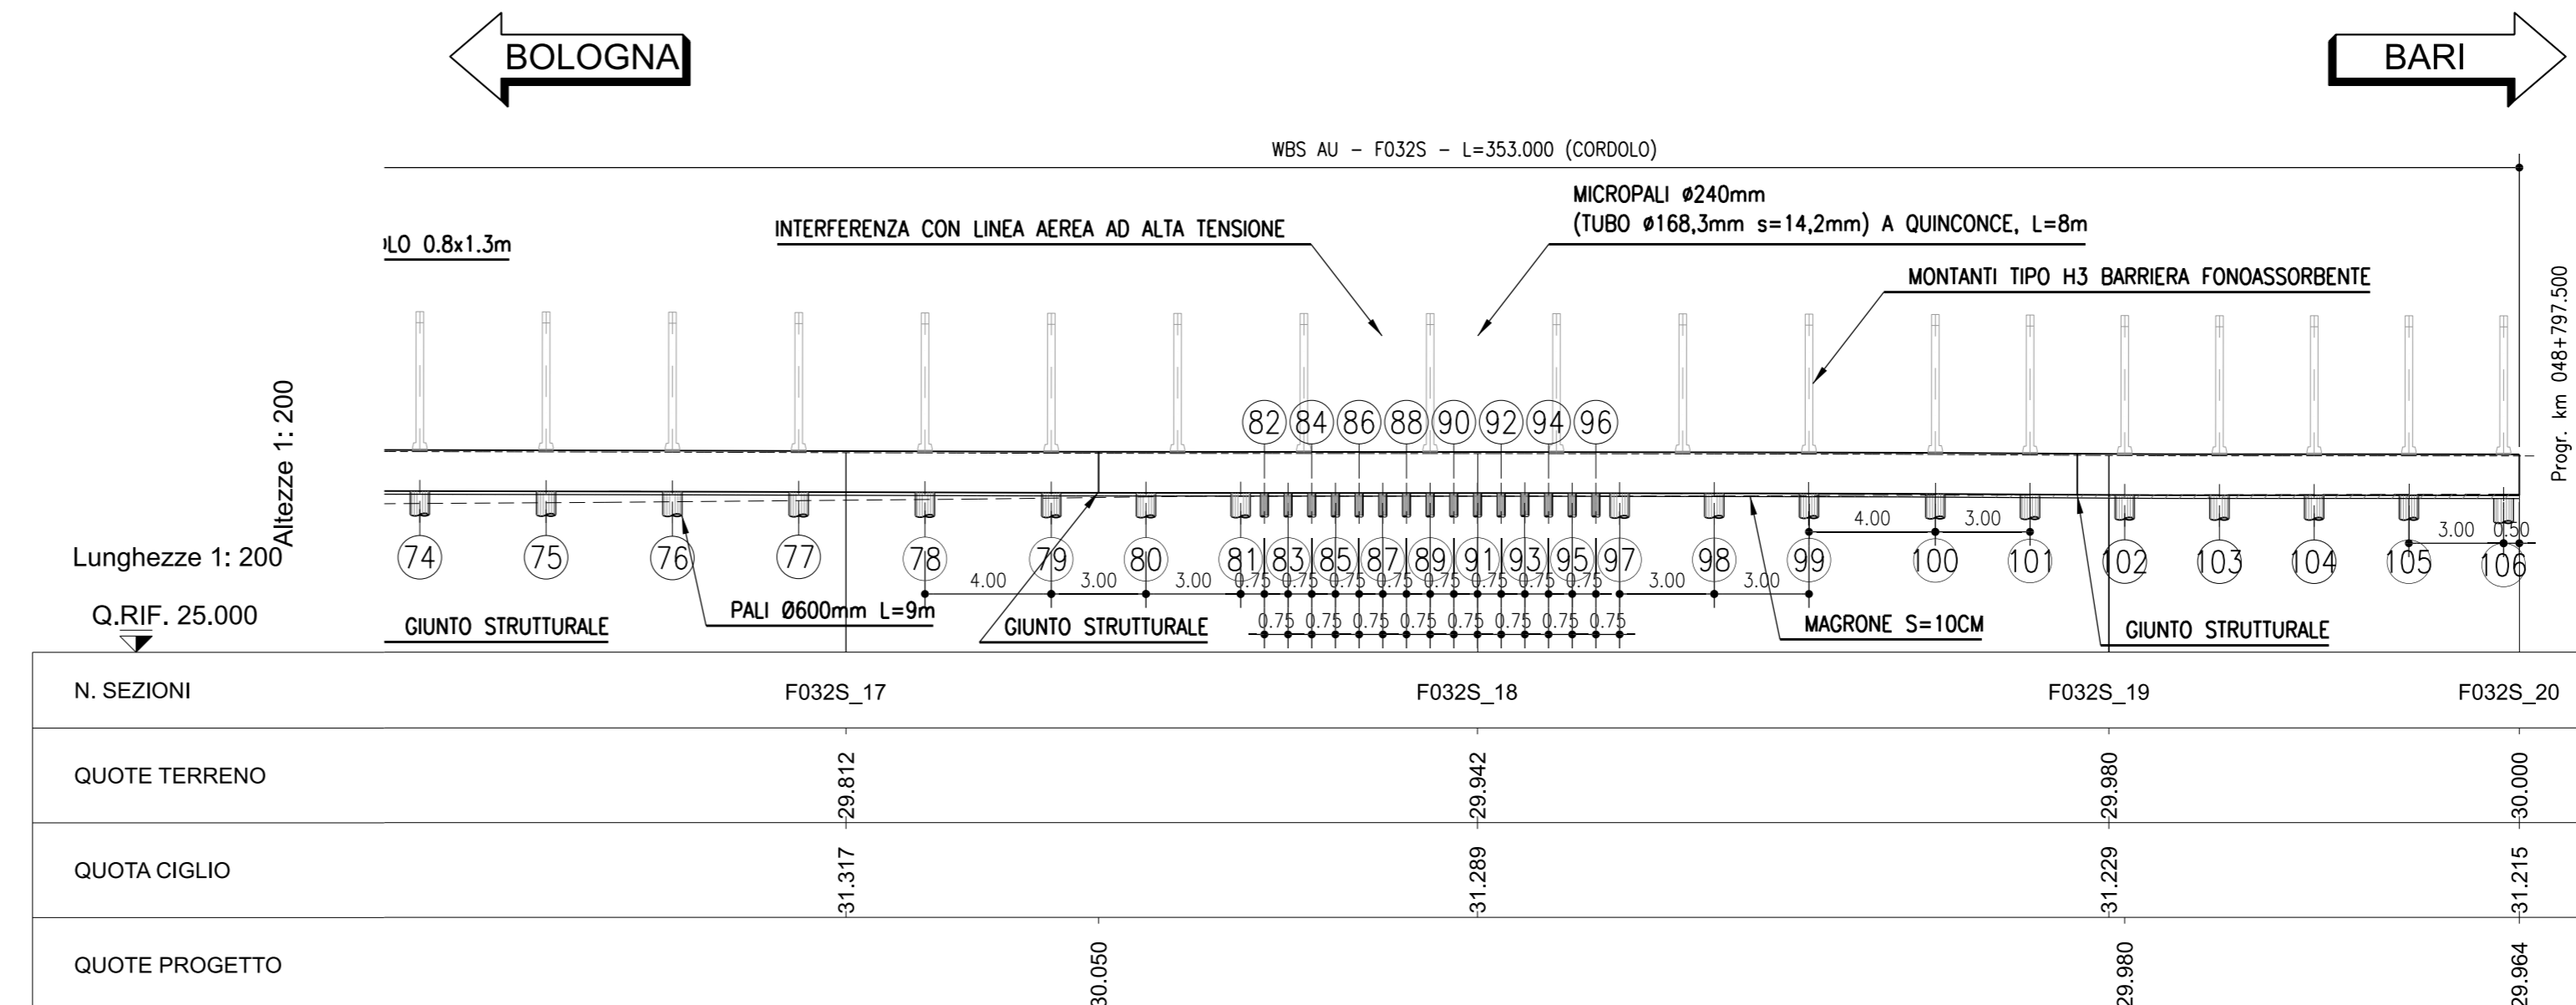 BOLOGNA
BARI
WBS AU - F032S - L=353.000 (CORDOLO)
MICROPALI ø240mm
(TUBO ø168,3mm s=14,2mm) A QUINCONCE, L=8m
INTERFERENZA CON LINEA AEREA AD ALTA TENSIONE
LO 0.8x1.3m
MONTANTI TIPO H3 BARRIERA FONOASSORBENTE
Progr. km 048+797.500
Altezze 1: 200
82 84 86 88 90 92 94 96
74 75 76 77 78 79 80 81 83 85 87 89 91 93 95 97 98 99 100 101 102 103 104 105 106
4.00 3.00
3.00 0.50
Lunghezze 1: 200
4.00 3.00 3.00 0.75 0.75 0.75 0.75 0.75 0.75 0.75 0.75 3.00 3.00
Q.RIF. 25.000
PALI Ø600mm L=9m
0.75 0.75 0.75 0.75 0.75 0.75 0.75 0.75
GIUNTO STRUTTURALE
GIUNTO STRUTTURALE
MAGRONE S=10CM
GIUNTO STRUTTURALE
N. SEZIONI F032S_17 F032S_18 F032S_19 F032S_20
QUOTE TERRENO 29.812 29.942 29.980 30.000
QUOTA CIGLIO 31.317 31.289 31.229 31.215
QUOTE PROGETTO 30.050 29.980 29.964